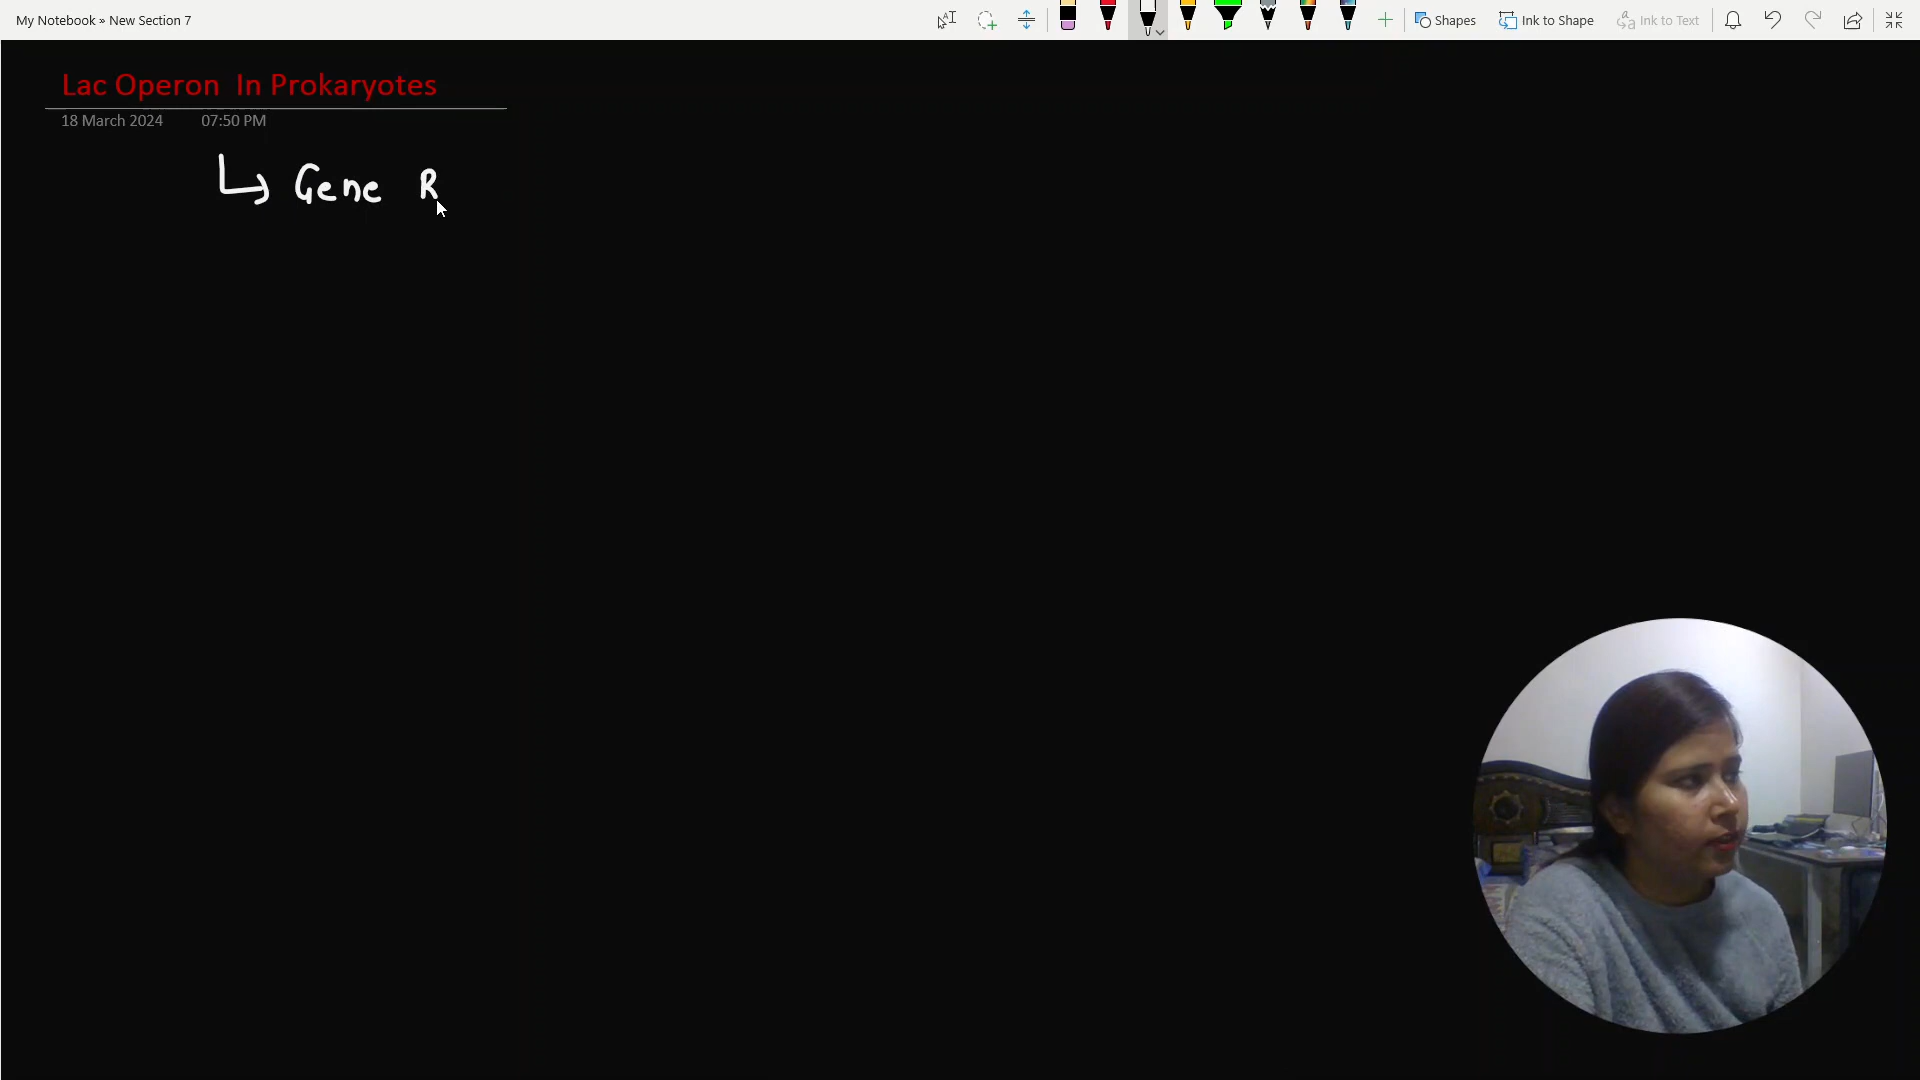 My Notebook » New Section 7
Shapes Ink to Shape Ink to Text
Lac Operon In Prokaryotes
18 March 2024 07:50 PM
Gene R